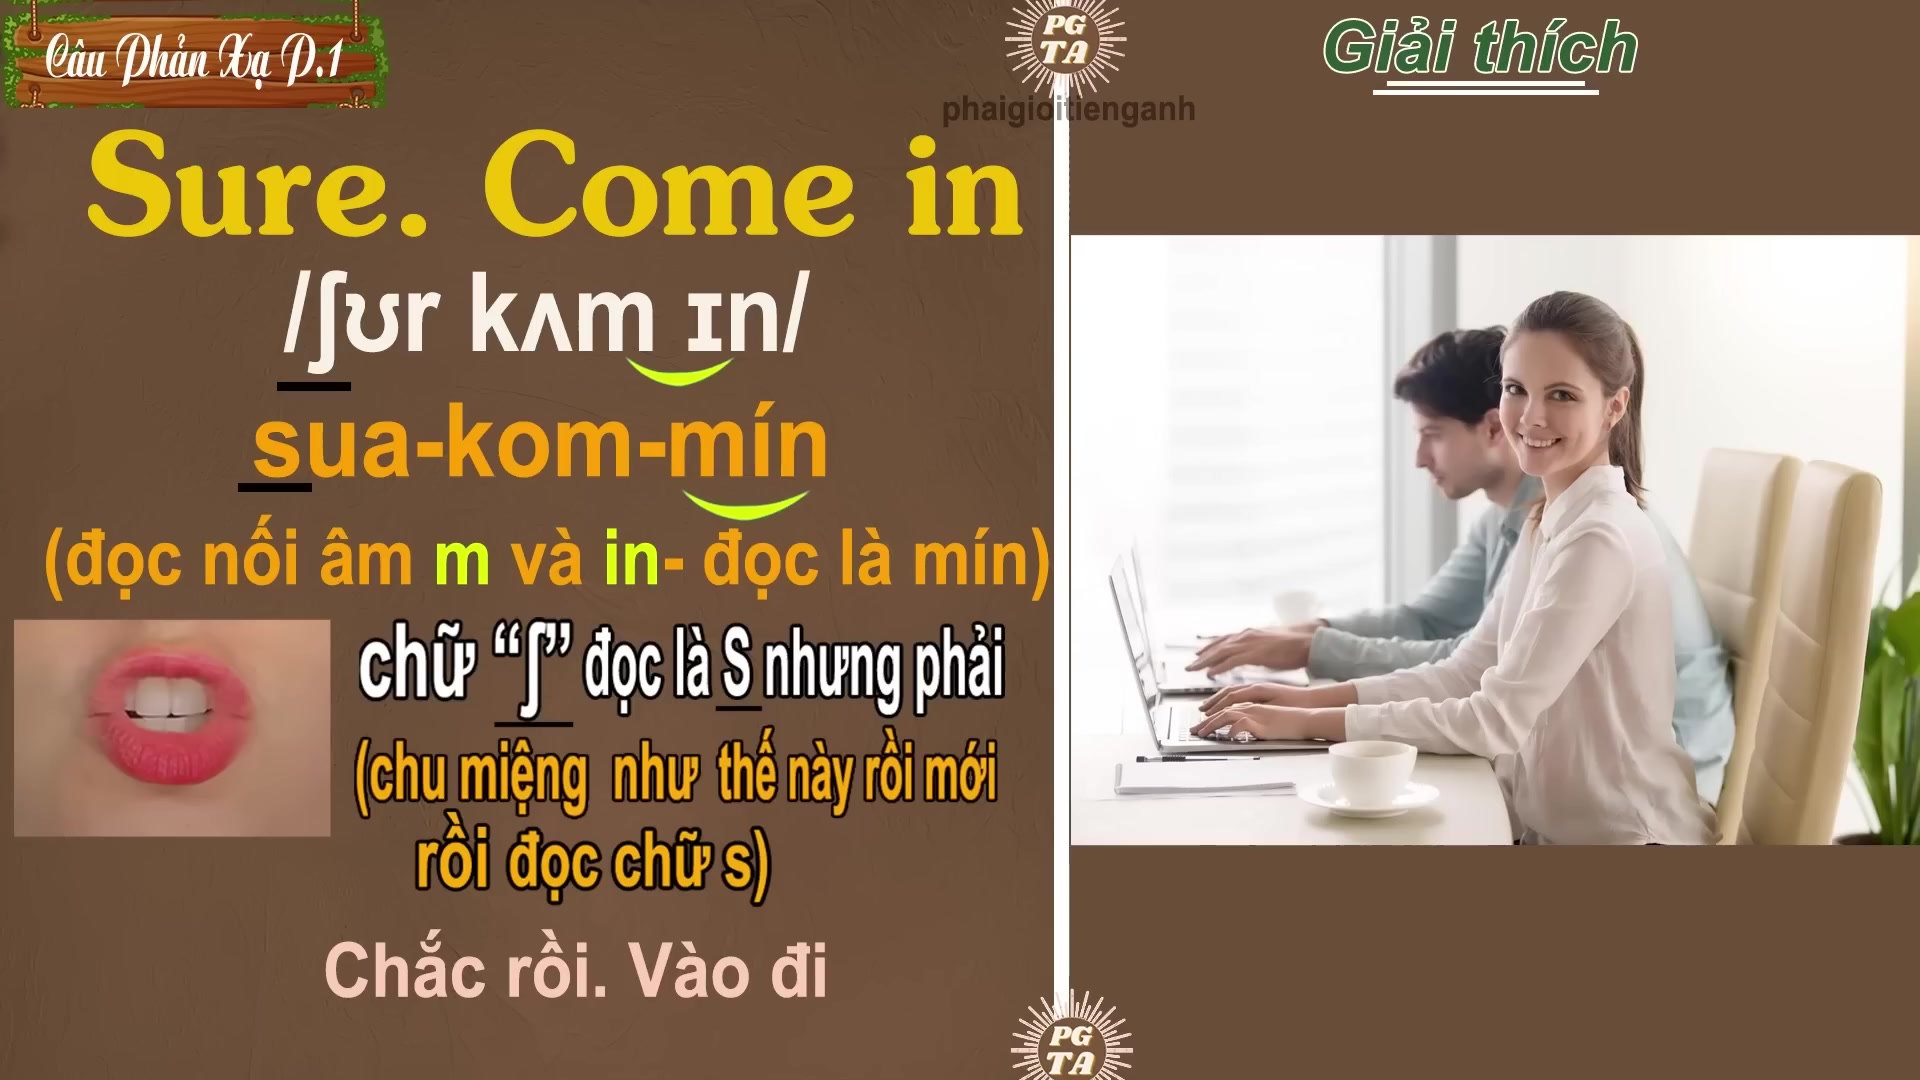 Câu Phản Xạ P.1
PG
TA
Giải thích
phaigioitienganh
Sure. Come in
/ʃʊr kʌm ɪn/
sua-kom-mín
(đọc nối âm m và in- đọc là mín)
chữ “ʃ” đọc là S nhưng phải
(chu miệng như thế này rồi mới
rồi đọc chữ s)
Chắc rồi. Vào đi
PG
TA